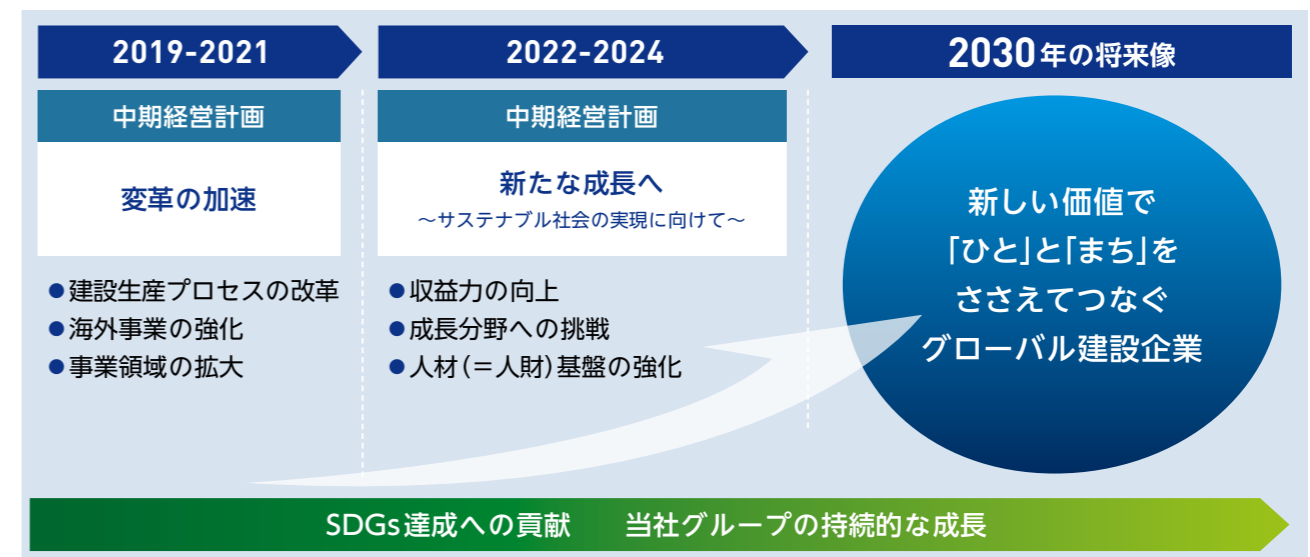 2019-2021
中期経営計画
変革の加速
●建設生産プロセスの改革
●海外事業の強化
●事業領域の拡大
2022-2024
中期経営計画
新たな成長へ
～サステナブル社会の実現に向けて～
●収益力の向上
●成長分野への挑戦
●人材(＝人財)基盤の強化
2030年の将来像
新しい価値で
「ひと」と「まち」を
ささえてつなぐ
グローバル建設企業
SDGs達成への貢献　当社グループの持続的な成長